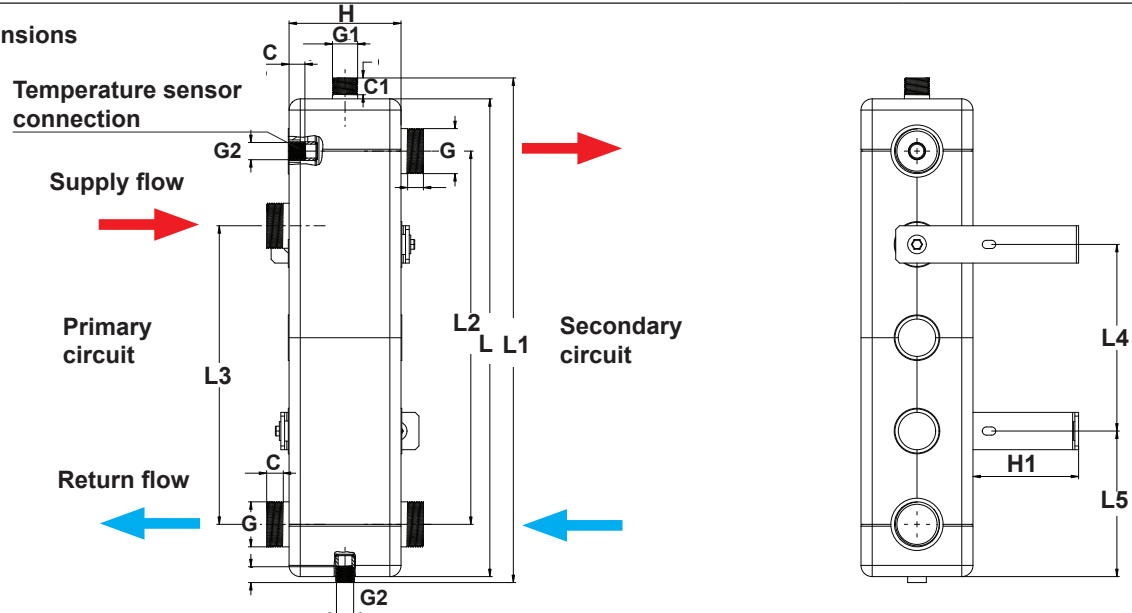 nsions
H
G1
C
C1
Temperature sensor
connection
G2
G
Supply flow
Primary
circuit
L3
L2
L
L1
Secondary
circuit
C
Return flow
G
G2
L4
H1
L5